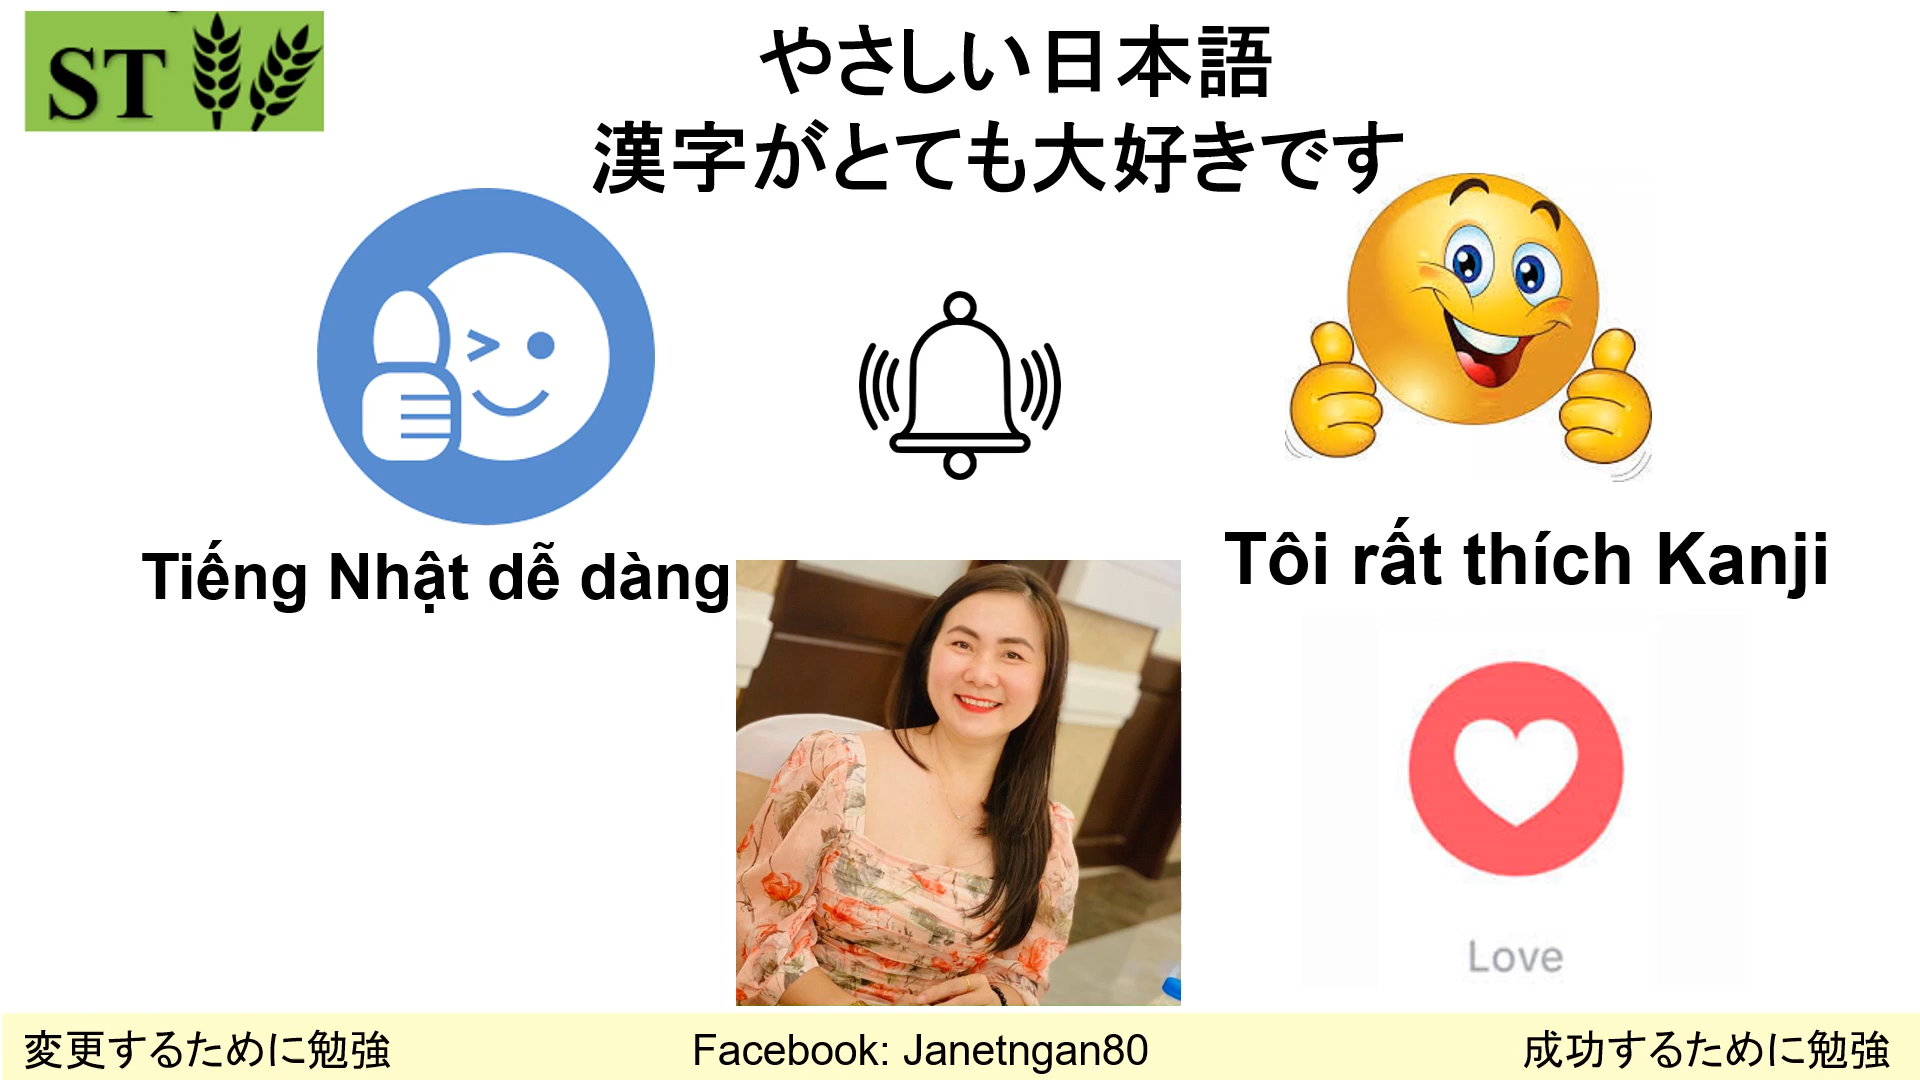 ST
やさしい日本語
漢字がとても大好きです
Tiếng Nhật dễ dàng
Tôi rất thích Kanji
Love
変更するために勉強
Facebook: Janetngan80
成功するために勉強